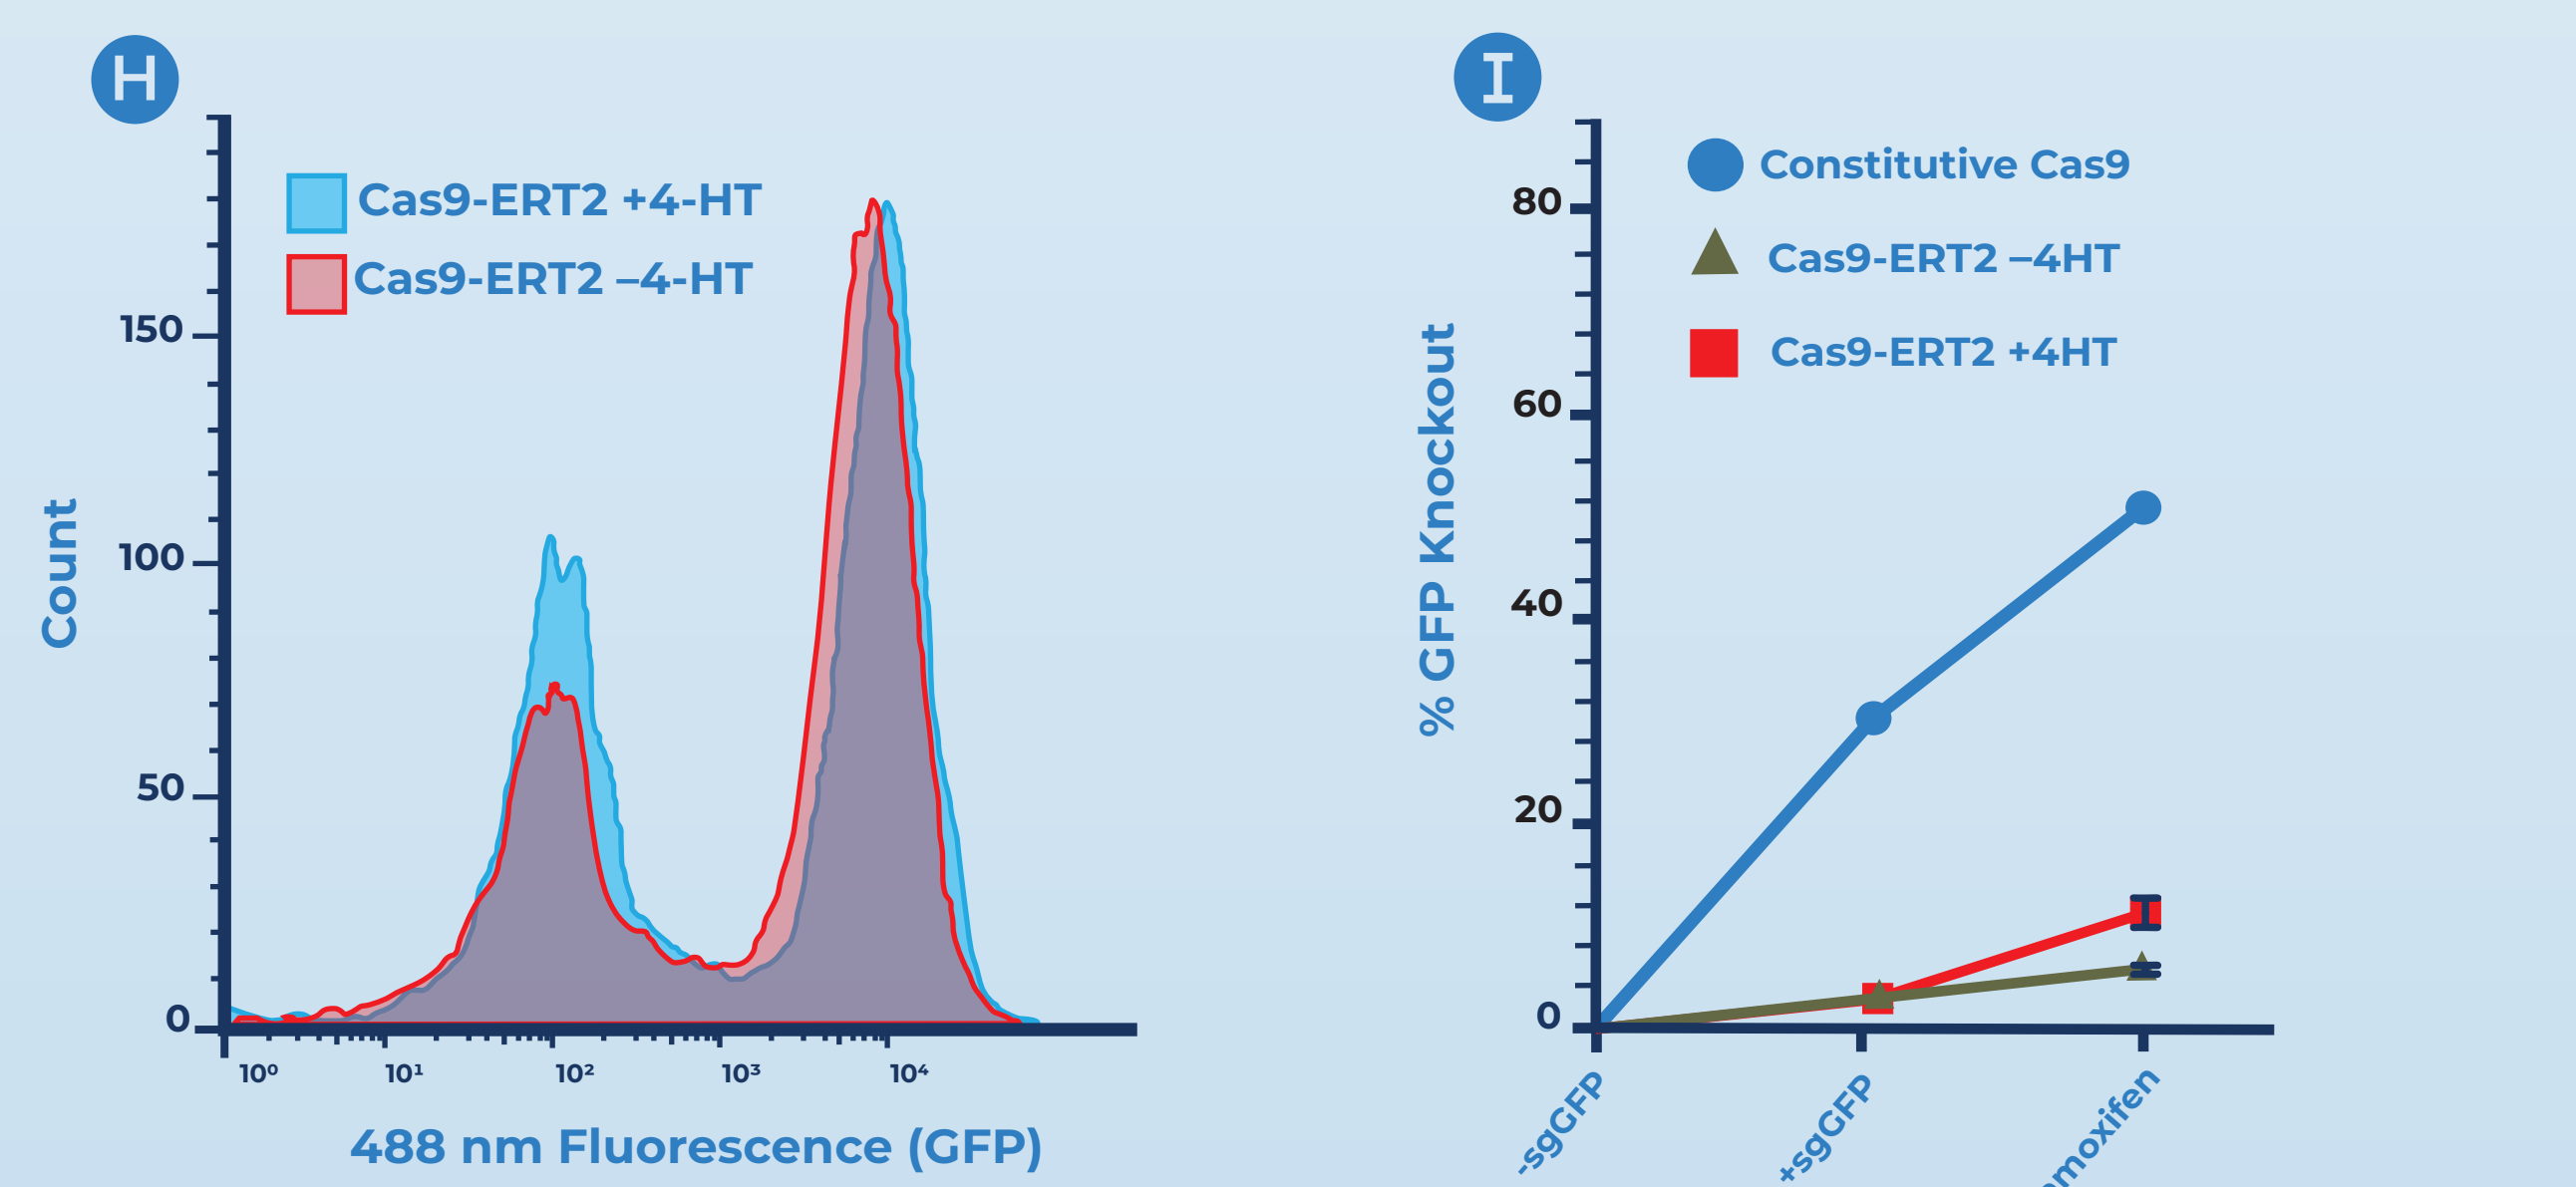 H
Cas9-ERT2 +4-HT
Cas9-ERT2 –4-HT
Count
150
100
50
0
10⁰ 10¹ 10² 10³ 10⁴
488 nm Fluorescence (GFP)
I
Constitutive Cas9
Cas9-ERT2 –4HT
Cas9-ERT2 +4HT
% GFP Knockout
80
60
40
20
0
-sgGFP
+sgGFP